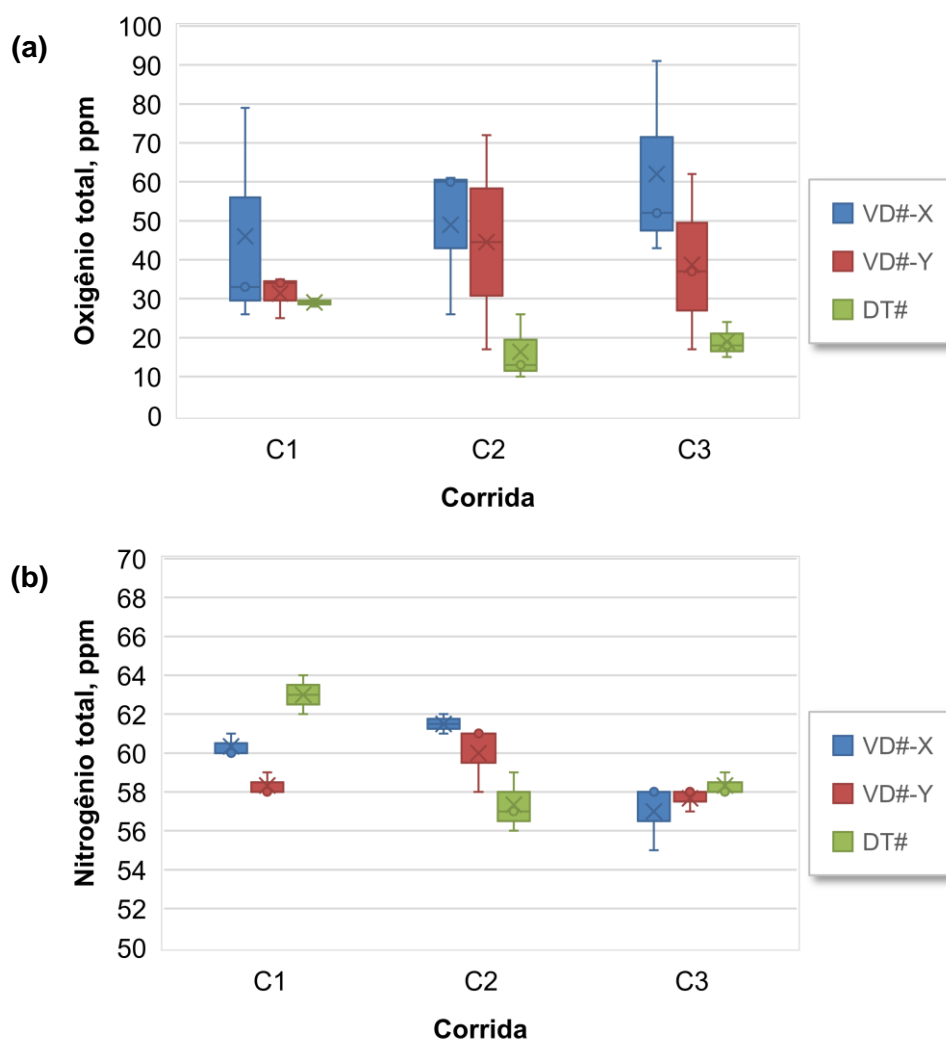 (a)
Oxigênio total, ppm
100
90
80
70
60
50
40
30
20
10
0
C1 C2 C3
Corrida
VD#-X
VD#-Y
DT#
(b)
Nitrogênio total, ppm
70
68
66
64
62
60
58
56
54
52
50
C1 C2 C3
Corrida
VD#-X
VD#-Y
DT#